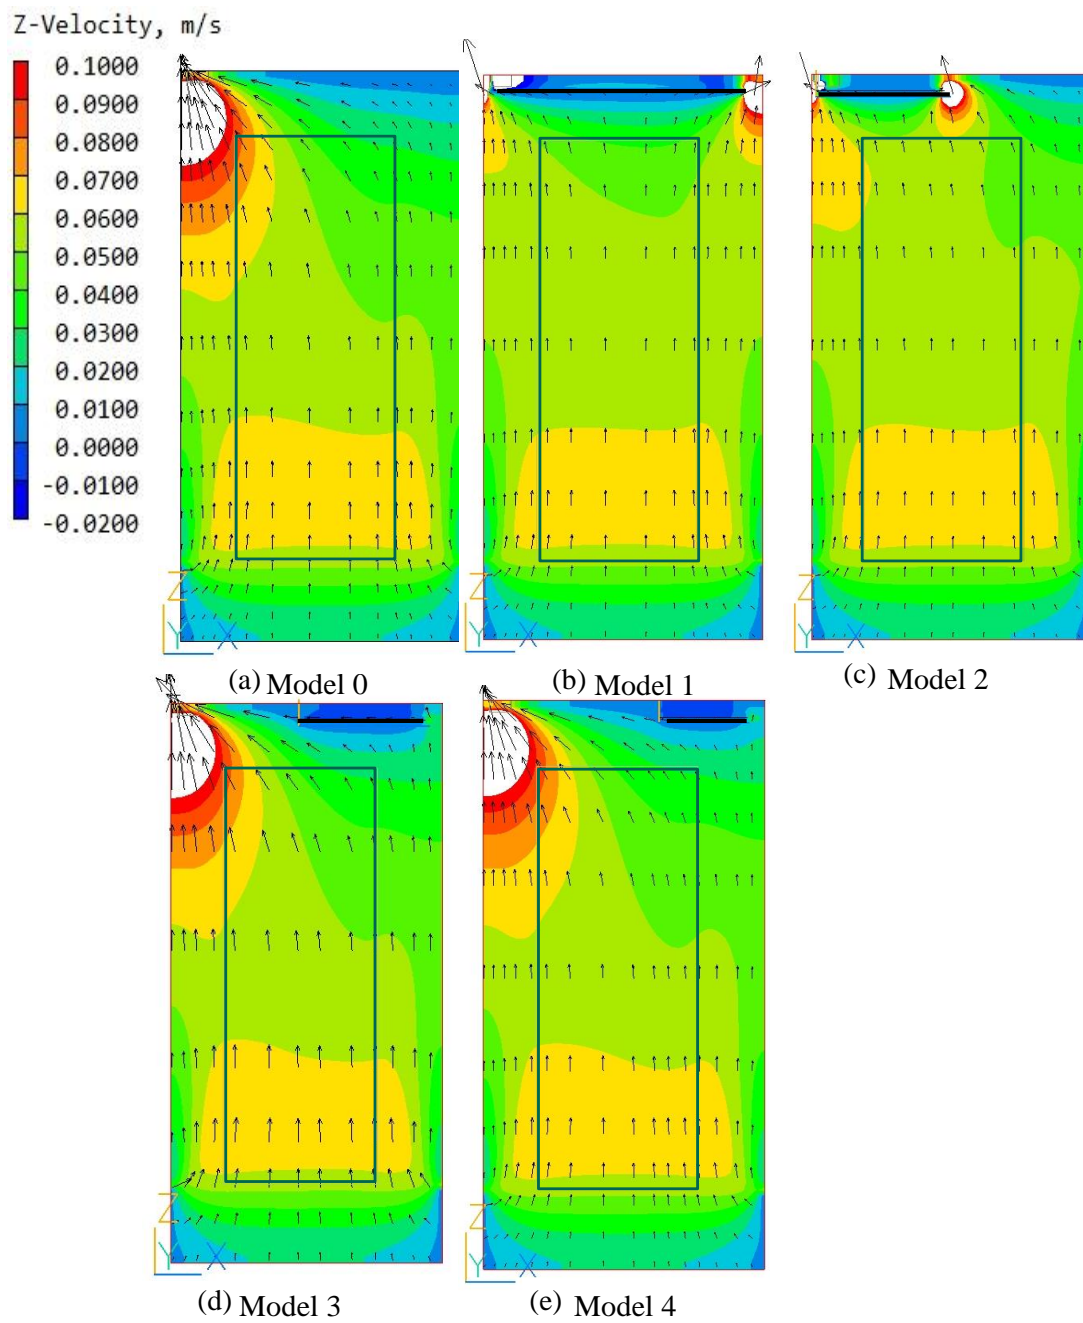 Z-Velocity, m/s
0.1000
0.0900
0.0800
0.0700
0.0600
0.0500
0.0400
0.0300
0.0200
0.0100
0.0000
-0.0100
-0.0200
Z
Y X
Z
Y X
Z
Y X
(a) Model 0
(b) Model 1
(c) Model 2
Z
Y X
Z
Y X
(d) Model 3
(e) Model 4